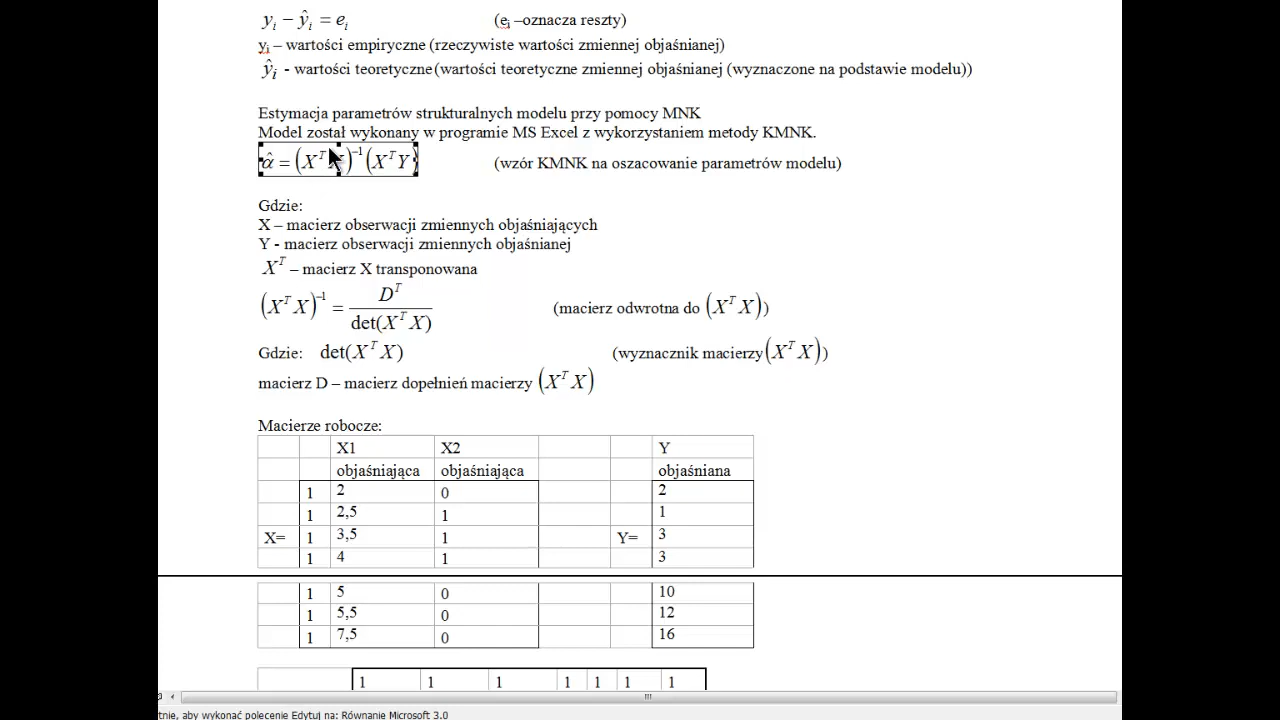 yᵢ − ŷᵢ = eᵢ (eᵢ –oznacza reszty)
yᵢ – wartości empiryczne (rzeczywiste wartości zmiennej objaśnianej)
ŷᵢ - wartości teoretyczne (wartości teoretyczne zmiennej objaśnianej (wyznaczone na podstawie modelu))
Estymacja parametrów strukturalnych modelu przy pomocy MNK
Model został wykonany w programie MS Excel z wykorzystaniem metody KMNK.
α̂ = (XᵀX)⁻¹(XᵀY) (wzór KMNK na oszacowanie parametrów modelu)
Gdzie:
X – macierz obserwacji zmiennych objaśniających
Y - macierz obserwacji zmiennych objaśnianej
Xᵀ – macierz X transponowana
(XᵀX)⁻¹ = Dᵀ / det(XᵀX) (macierz odwrotna do (XᵀX))
Gdzie: det(XᵀX) (wyznacznik macierzy (XᵀX))
macierz D – macierz dopełnień macierzy (XᵀX)
Macierze robocze:
X1 X2 Y
objaśniająca objaśniająca objaśniana
1 2 0 2
1 2,5 1 1
X= 1 3,5 1 Y= 3
1 4 1 3
1 5 0 10
1 5,5 0 12
1 7,5 0 16
1 1 1 1 1 1 1
tnie, aby wykonać polecenie Edytuj na: Równanie Microsoft 3.0